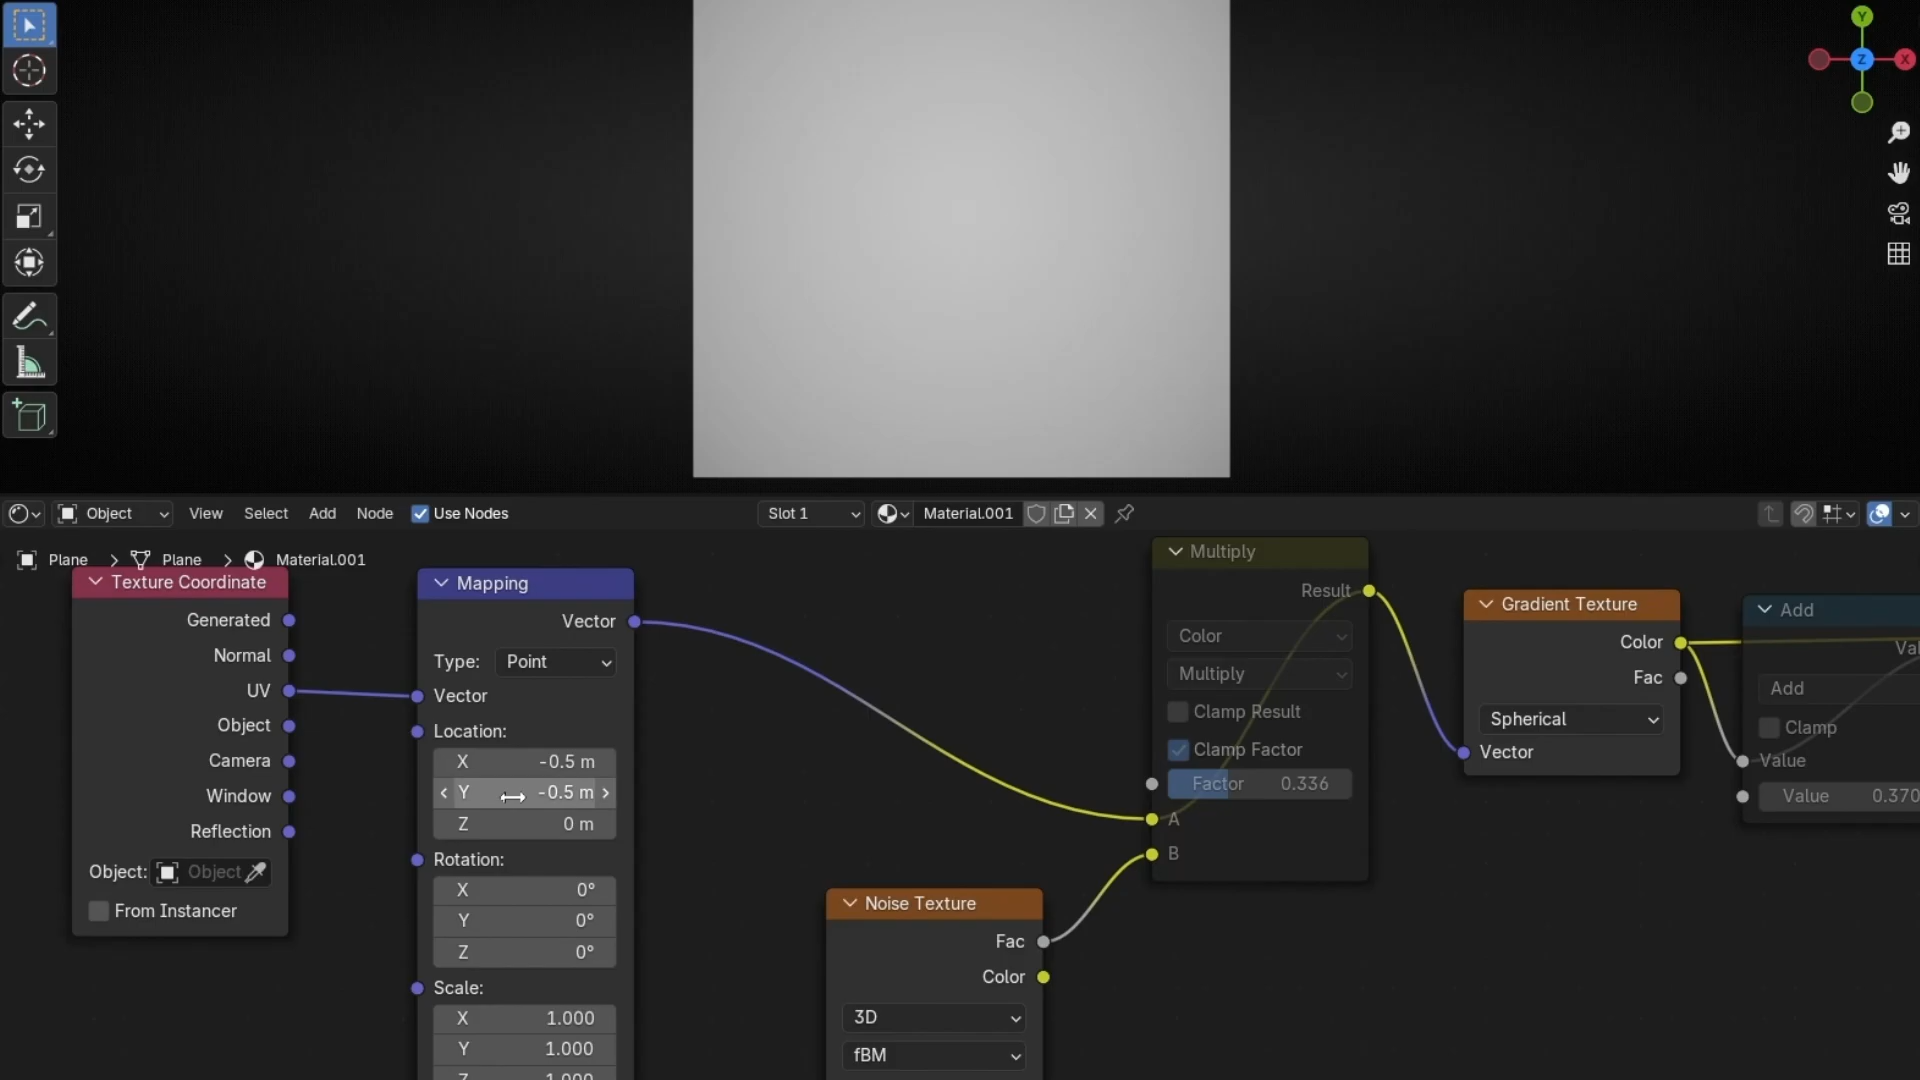 Y
Z
X
Object
View
Select
Add
Node
Use Nodes
Slot 1
Material.001
Plane
Plane
Material.001
Texture Coordinate
Generated
Normal
UV
Object
Camera
Window
Reflection
Object:
Object
From Instancer
Mapping
Vector
Type:
Point
Vector
Location:
X -0.5 m
Y -0.5 m
Z 0 m
Rotation:
X 0°
Y 0°
Z 0°
Scale:
X 1.000
Y 1.000
Z 1.000
Noise Texture
Fac
Color
3D
fBM
Multiply
Result
Color
Multiply
Clamp Result
Clamp Factor
Factor 0.336
A
B
Gradient Texture
Color
Fac
Spherical
Vector
Add
Val
Add
Clamp
Value
Value 0.370